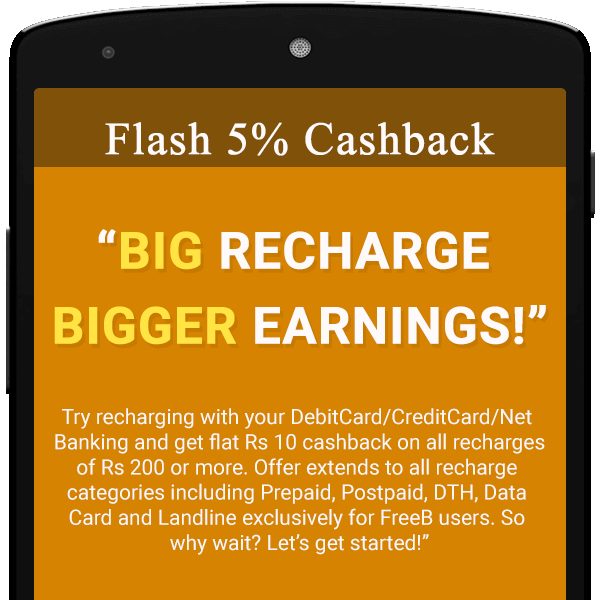 Flash 5% Cashback
“BIG RECHARGE
BIGGER EARNINGS!”
Try recharging with your DebitCard/CreditCard/Net
Banking and get flat Rs 10 cashback on all recharges
of Rs 200 or more. Offer extends to all recharge
categories including Prepaid, Postpaid, DTH, Data
Card and Landline exclusively for FreeB users. So
why wait? Let’s get started!”